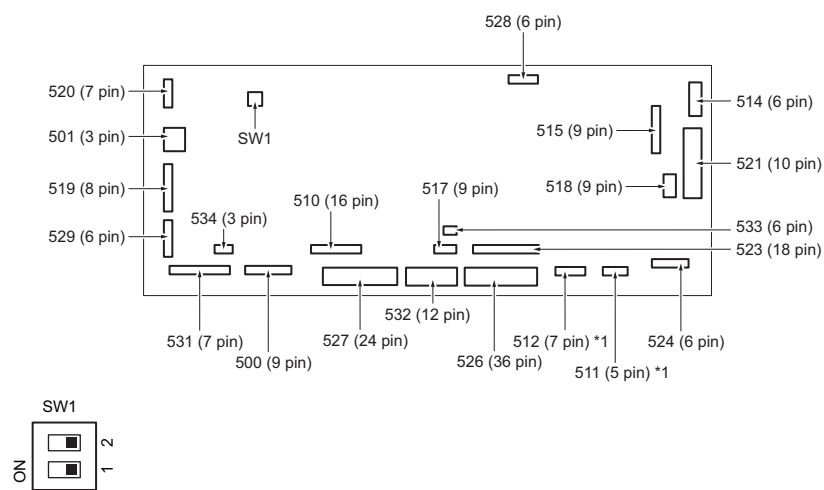 528 (6 pin)
520 (7 pin)
514 (6 pin)
501 (3 pin)
SW1
515 (9 pin)
521 (10 pin)
519 (8 pin)
510 (16 pin)
517 (9 pin)
518 (9 pin)
534 (3 pin)
533 (6 pin)
529 (6 pin)
523 (18 pin)
532 (12 pin)
531 (7 pin)
527 (24 pin)
512 (7 pin) *1
524 (6 pin)
500 (9 pin)
526 (36 pin)
511 (5 pin) *1
SW1
2
1
ON